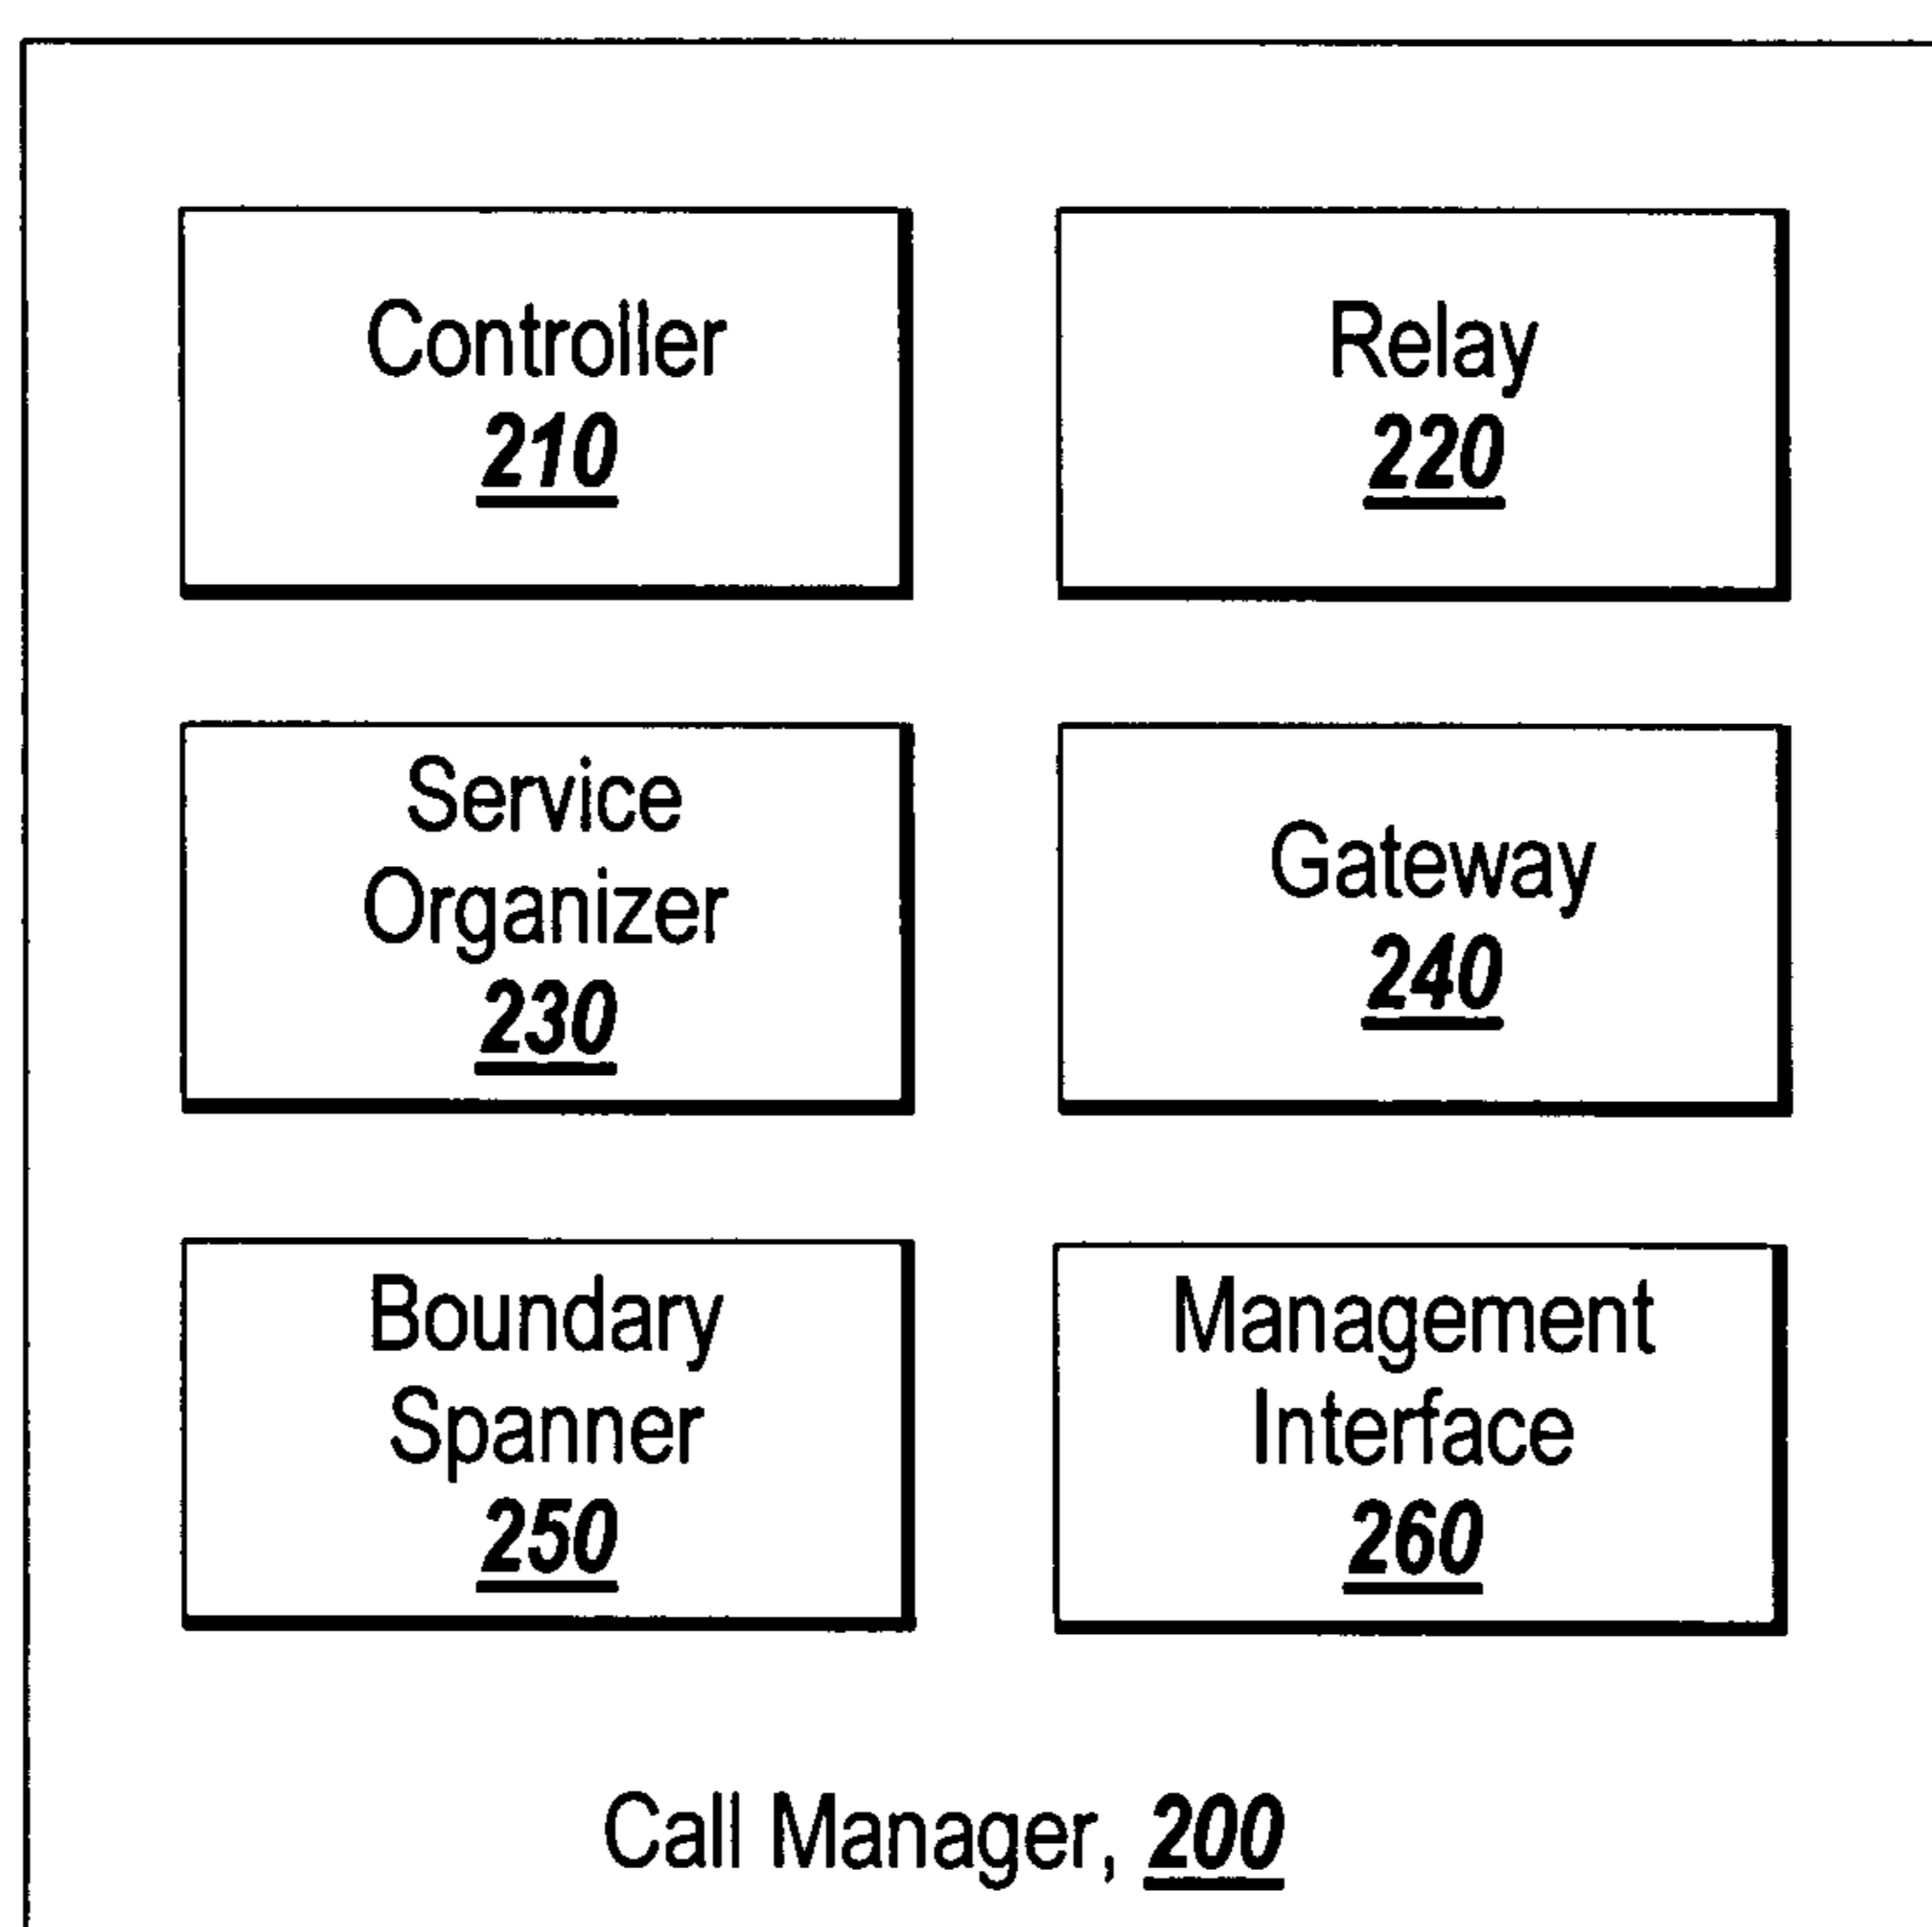 Controller
210
Relay
220
Service
Organizer
230
Gateway
240
Boundary
Spanner
250
Management
Interface
260
Call Manager, 200